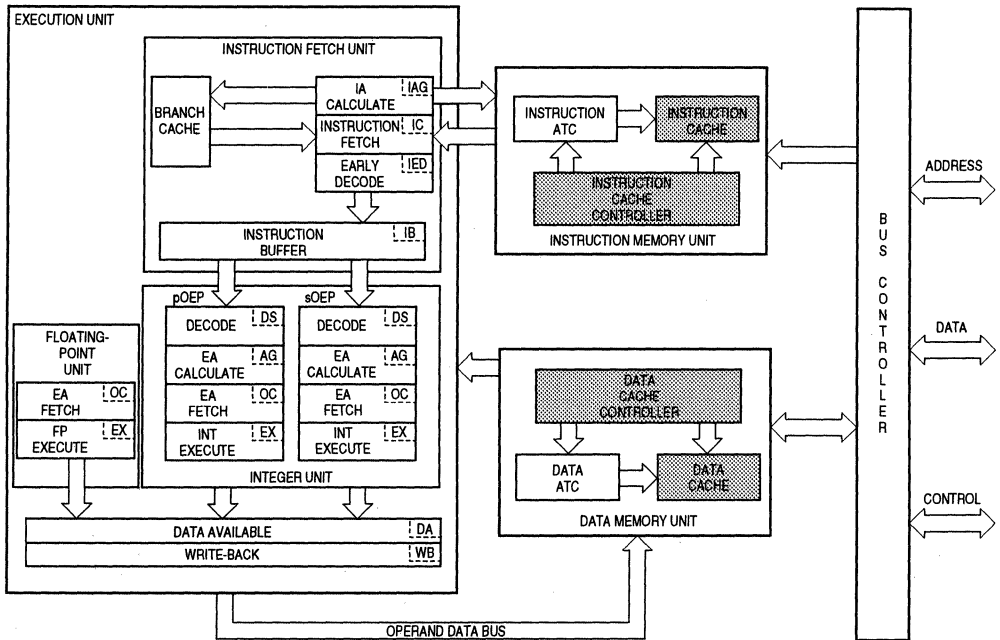 EXECUTION UNIT
INSTRUCTION FETCH UNIT
BRANCH
CACHE
IA
CALCULATE
IAG
INSTRUCTION
FETCH
IC
EARLY
DECODE
IED
INSTRUCTION
BUFFER
IB
pOEP
sOEP
DECODE
DS
EA
CALCULATE
AG
EA
FETCH
OC
INT
EXECUTE
EX
DECODE
DS
EA
CALCULATE
AG
EA
FETCH
OC
INT
EXECUTE
EX
INTEGER UNIT
FLOATING-
POINT
UNIT
EA
FETCH
OC
FP
EXECUTE
EX
DATA AVAILABLE
DA
WRITE-BACK
WB
INSTRUCTION
ATC
INSTRUCTION
CACHE
INSTRUCTION
CACHE
CONTROLLER
INSTRUCTION MEMORY UNIT
DATA
CACHE
CONTROLLER
DATA
ATC
DATA
CACHE
DATA MEMORY UNIT
OPERAND DATA BUS
BUS CONTROLLER
ADDRESS
DATA
CONTROL